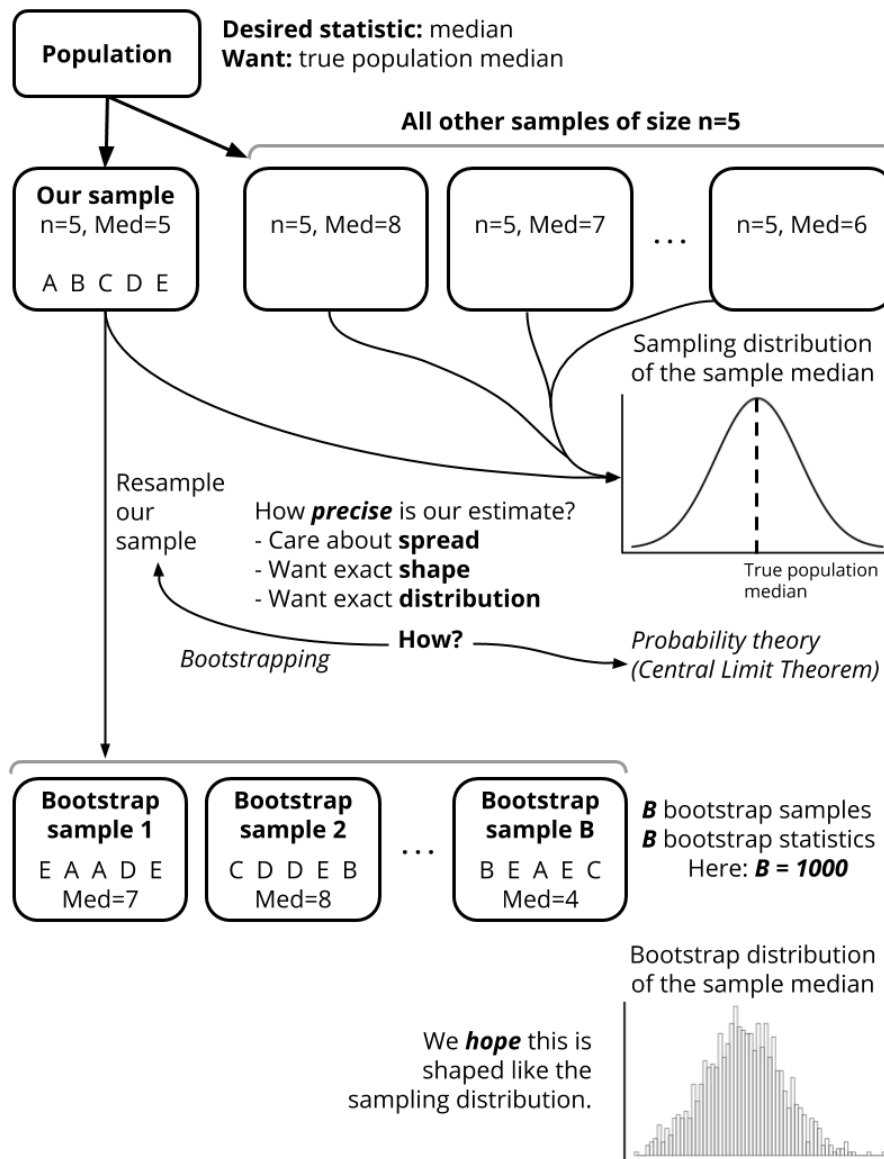 Population
Desired statistic: median
Want: true population median
All other samples of size n=5
Our sample
n=5, Med=5
A B C D E
n=5, Med=8
n=5, Med=7
...
n=5, Med=6
Sampling distribution
of the sample median
True population
median
Resample
our
sample
How precise is our estimate?
- Care about spread
- Want exact shape
- Want exact distribution
How?
Bootstrapping
Probability theory
(Central Limit Theorem)
Bootstrap
sample 1
E A A D E
Med=7
Bootstrap
sample 2
C D D E B
Med=8
...
Bootstrap
sample B
B E A E C
Med=4
B bootstrap samples
B bootstrap statistics
Here: B = 1000
Bootstrap distribution
of the sample median
We hope this is
shaped like the
sampling distribution.